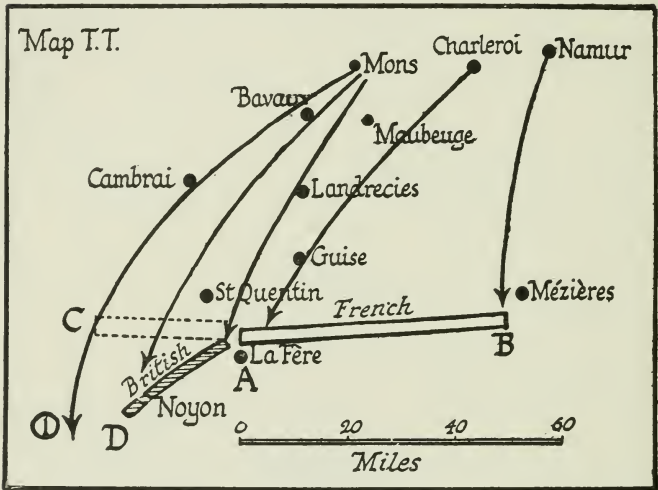 Map T.T.
Mons
Charleroi
Namur
Bavaux
Maubeuge
Cambrai
Landrecies
Guise
St Quentin
Mézières
French
C
B
British
La Fère
A
Noyon
① D
0 20 40 60
Miles